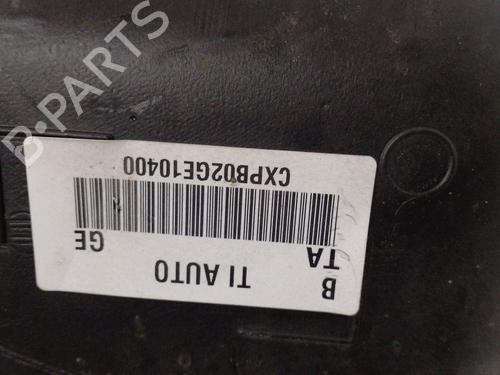 B TI AUTO
TA GE
CXPB02GE10400
B-PARTS